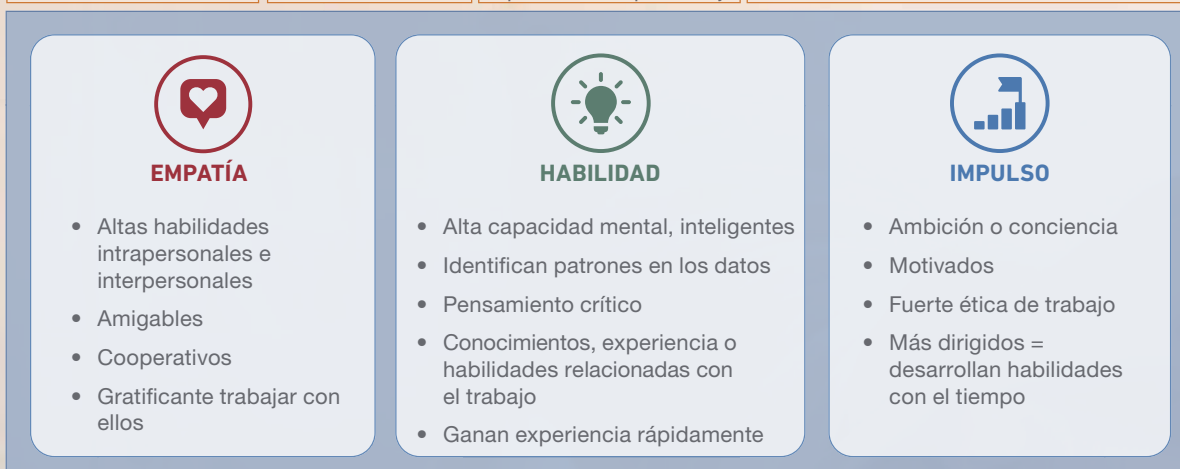 EMPATÍA
• Altas habilidades
intrapersonales e
interpersonales
• Amigables
• Cooperativos
• Gratificante trabajar con
ellos
HABILIDAD
• Alta capacidad mental, inteligentes
• Identifican patrones en los datos
• Pensamiento crítico
• Conocimientos, experiencia o
habilidades relacionadas con
el trabajo
• Ganan experiencia rápidamente
IMPULSO
• Ambición o conciencia
• Motivados
• Fuerte ética de trabajo
• Más dirigidos =
desarrollan habilidades
con el tiempo